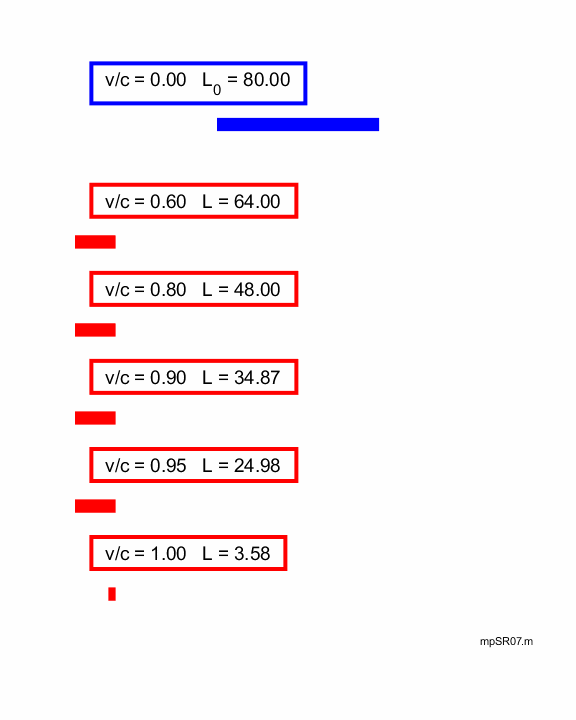 v/c = 0.00 L₀ = 80.00
v/c = 0.60 L = 64.00
v/c = 0.80 L = 48.00
v/c = 0.90 L = 34.87
v/c = 0.95 L = 24.98
v/c = 1.00 L = 3.58
mpSR07.m